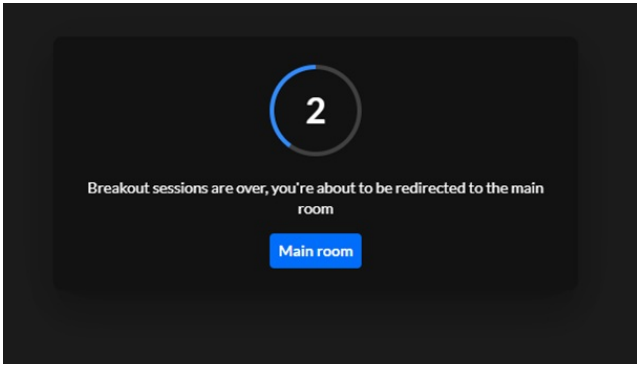 2
Breakout sessions are over, you're about to be redirected to the main
room
Main room